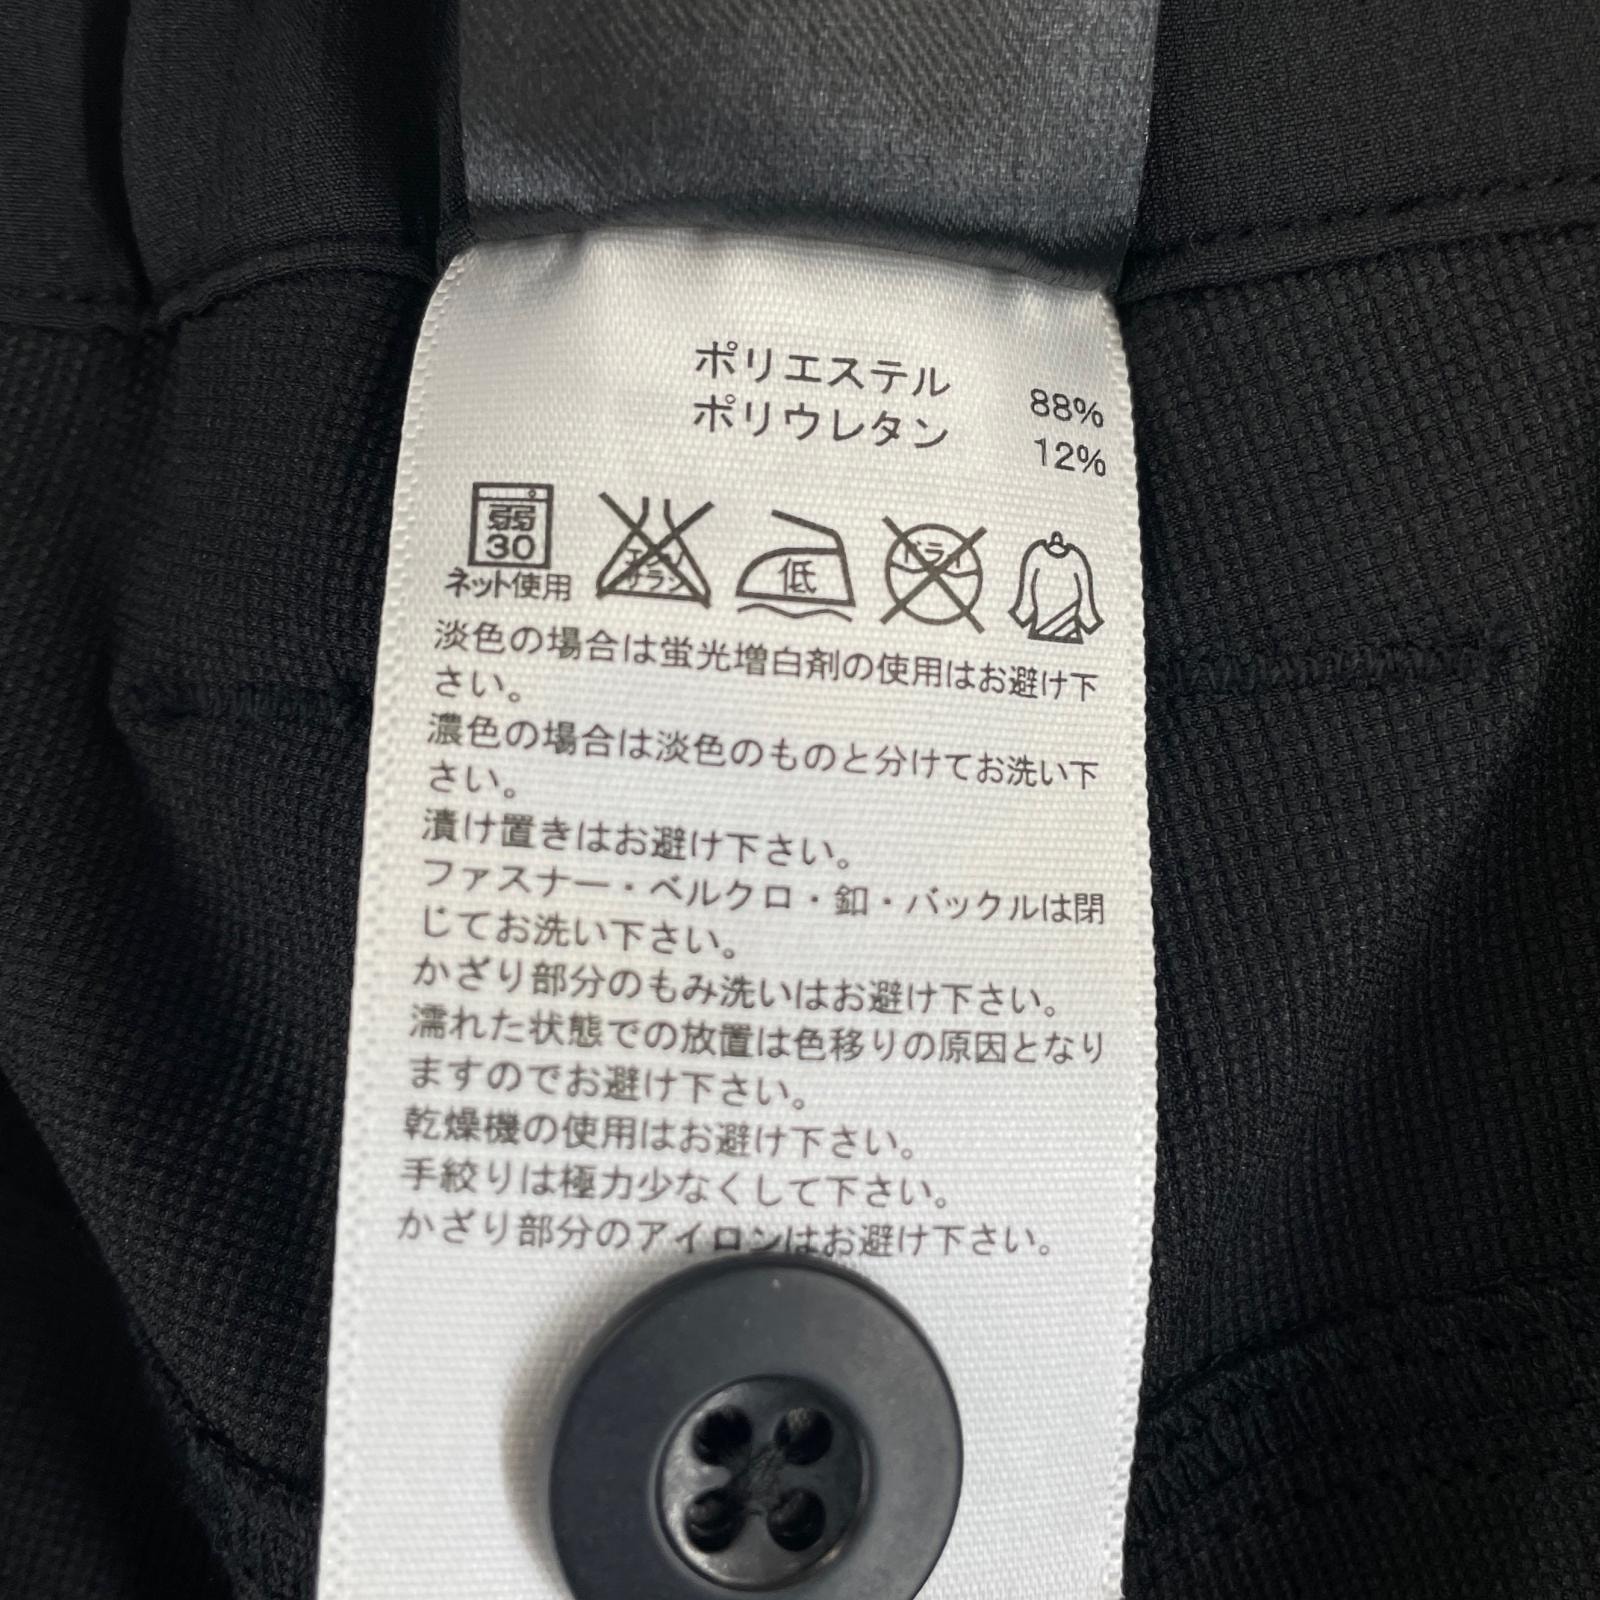 ポリエステル 88%
ポリウレタン 12%
弱
30
ネット使用
エンソ
サラシ
低
ドライ
淡色の場合は蛍光増白剤の使用はお避け下
さい。
濃色の場合は淡色のものと分けてお洗い下
さい。
漬け置きはお避け下さい。
ファスナー・ベルクロ・釦・バックルは閉
じてお洗い下さい。
かざり部分のもみ洗いはお避け下さい。
濡れた状態での放置は色移りの原因となり
ますのでお避け下さい。
乾燥機の使用はお避け下さい。
手絞りは極力少なくして下さい。
かざり部分のアイロンはお避け下さい。